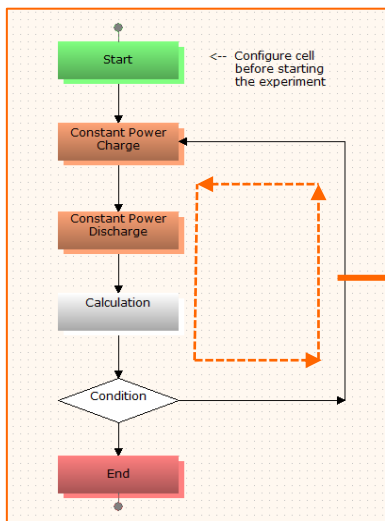 Start
<-- Configure cell
before starting
the experiment
Constant Power
Charge
Constant Power
Discharge
Calculation
Condition
End